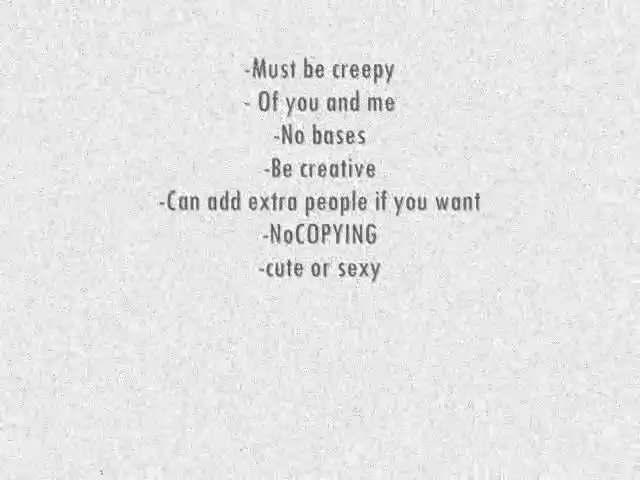 -Must be creepy
- Of you and me
-No bases
-Be creative
-Can add extra people if you want
-NoCOPYING
-cute or sexy